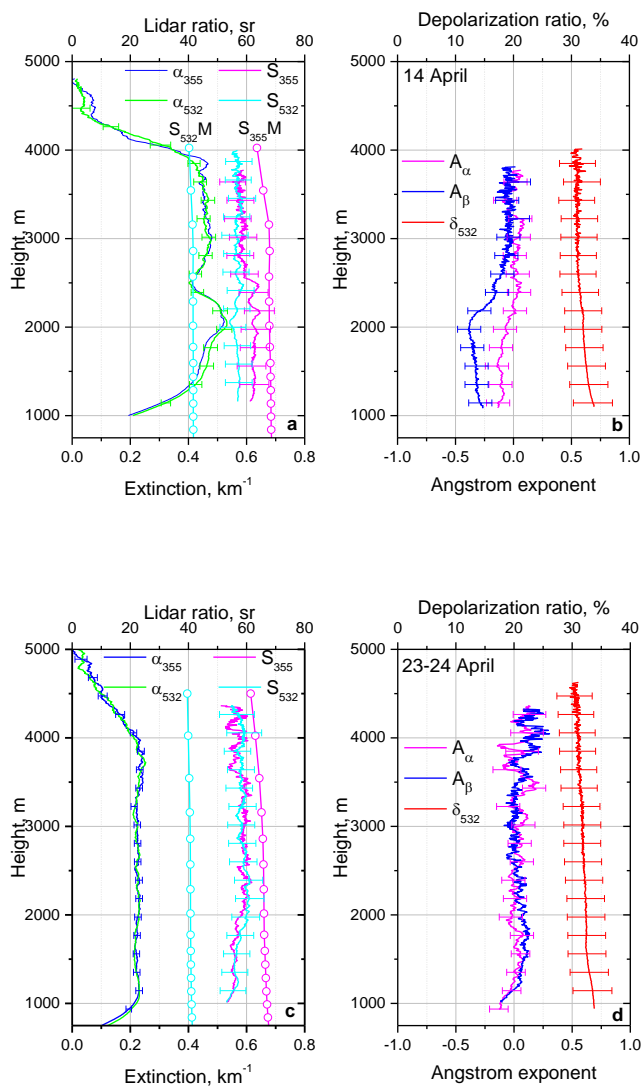 Lidar ratio, sr
0 20 40 60 80
α355 S355
α532 S532
S532M S355M
5000
4000
3000
2000
1000
Height, m
a
0.0 0.2 0.4 0.6 0.8
Extinction, km-1
Depolarization ratio, %
0 10 20 30 40
14 April
Aα
Aβ
δ532
5000
4000
3000
2000
1000
Height, m
b
-1.0 -0.5 0.0 0.5 1.0
Angstrom exponent
Lidar ratio, sr
0 20 40 60 80
α355 S355
α532 S532
5000
4000
3000
2000
1000
Height, m
c
0.0 0.2 0.4 0.6 0.8
Extinction, km-1
Depolarization ratio, %
0 10 20 30 40
23-24 April
Aα
Aβ
δ532
5000
4000
3000
2000
1000
Height, m
d
-1.0 -0.5 0.0 0.5 1.0
Angstrom exponent